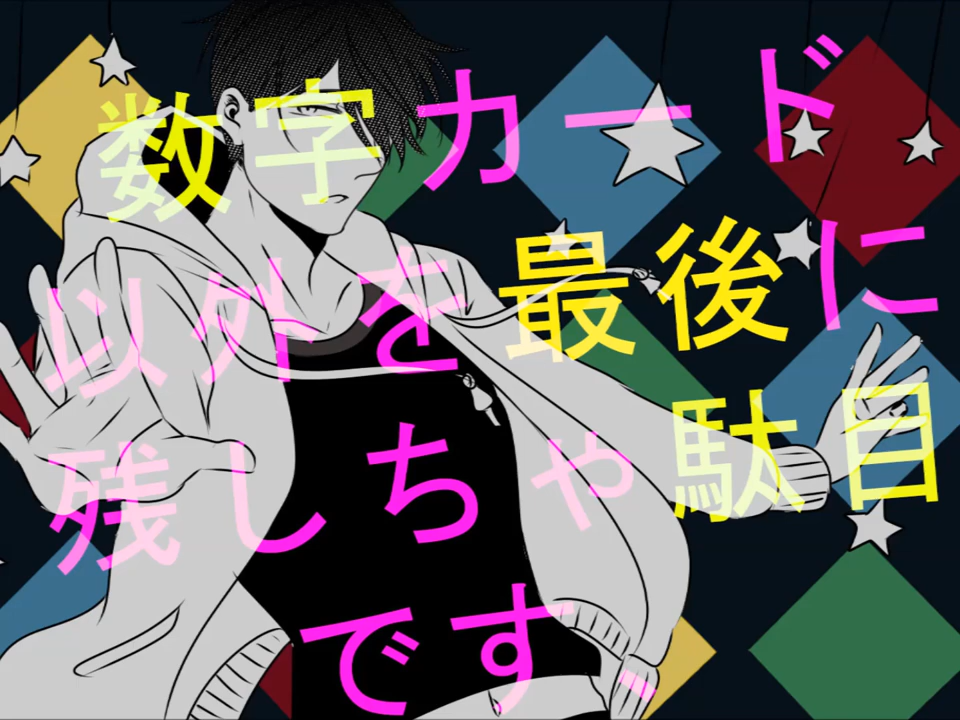 数字カード
以外を最後に
残しちゃ駄目
です、